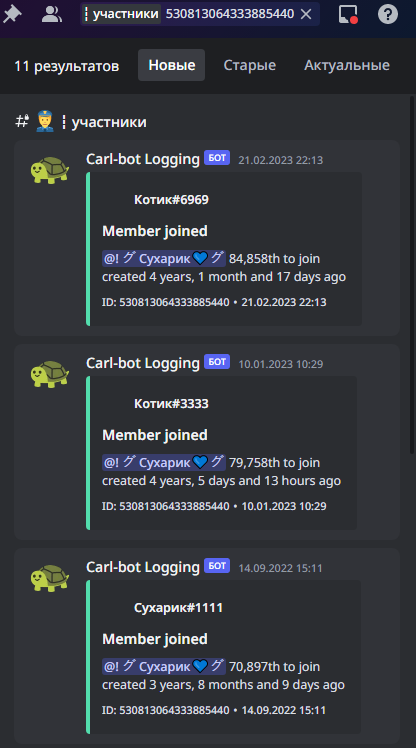 ┇участники 530813064333885440
11 результатов
Новые
Старые
Актуальные
┇ участники
Carl-bot Logging БОТ 21.02.2023 22:13
Котик#6969
Member joined
@! グ Сухарик💙 グ 84,858th to join
created 4 years, 1 month and 17 days ago
ID: 530813064333885440 • 21.02.2023 22:13
Carl-bot Logging БОТ 10.01.2023 10:29
Котик#3333
Member joined
@! グ Сухарик💙 グ 79,758th to join
created 4 years, 5 days and 13 hours ago
ID: 530813064333885440 • 10.01.2023 10:29
Carl-bot Logging БОТ 14.09.2022 15:11
Сухарик#1111
Member joined
@! グ Сухарик💙 グ 70,897th to join
created 3 years, 8 months and 9 days ago
ID: 530813064333885440 • 14.09.2022 15:11